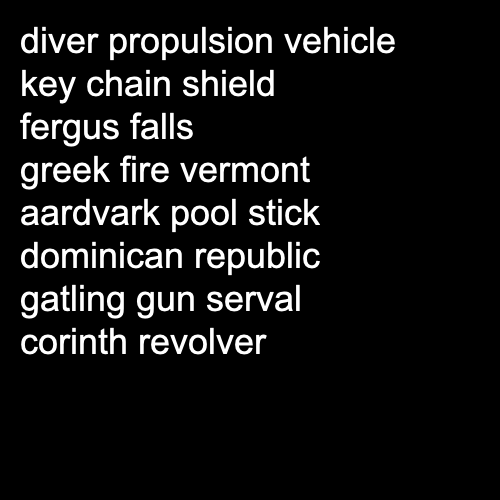 diver propulsion vehicle
key chain shield
fergus falls
greek fire vermont
aardvark pool stick
dominican republic
gatling gun serval
corinth revolver